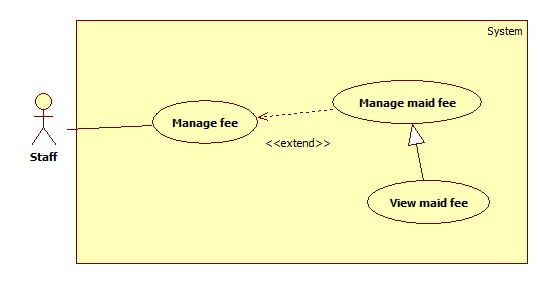 System
Manage maid fee
Manage fee
<<extend>>
Staff
View maid fee